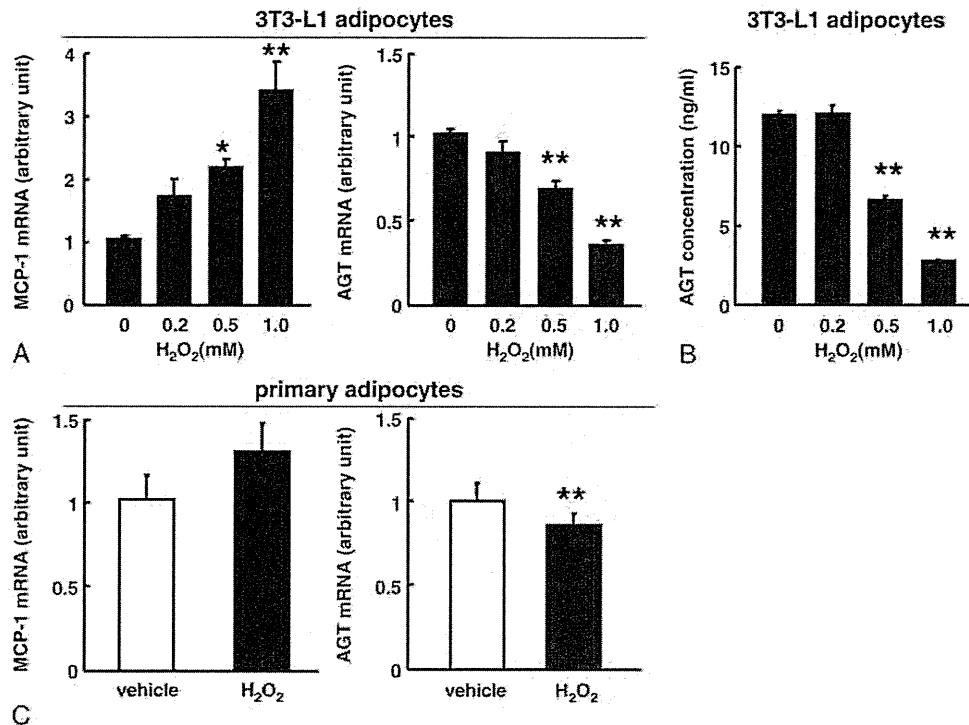 3T3-L1 adipocytes
MCP-1 mRNA (arbitrary unit)
4
3
2
1
0
*
**
0 0.2 0.5 1.0
H2O2(mM)
A
AGT mRNA (arbitrary unit)
1.5
1
0.5
0
**
**
0 0.2 0.5 1.0
H2O2(mM)
3T3-L1 adipocytes
AGT concentration (ng/ml)
15
10
5
0
**
**
0 0.2 0.5 1.0
H2O2(mM)
B
primary adipocytes
MCP-1 mRNA (arbitrary unit)
1.5
1
0.5
0
vehicle H2O2
AGT mRNA (arbitrary unit)
1.5
1
0.5
0
**
vehicle H2O2
C